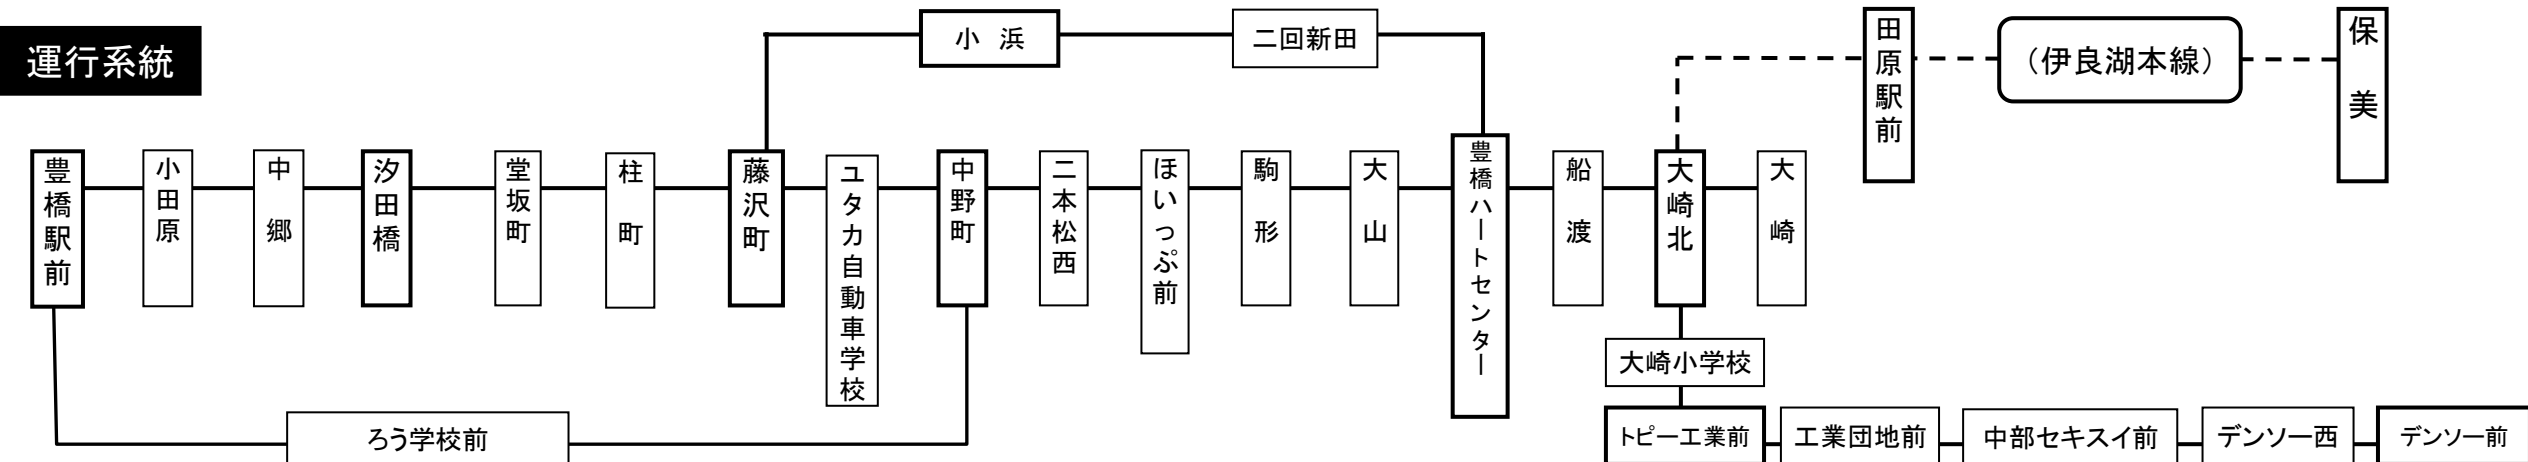 運行系統
小 浜
二回新田
田原駅前
（伊良湖本線）
保 美
豊橋駅前
小田原
中 郷
汐田橋
堂坂町
柱 町
藤沢町
ユタカ自動車学校
中野町
二本松西
ほいっぷ前
駒 形
大 山
豊橋ハートセンター
船 渡
大崎北
大 崎
大崎小学校
ろう学校前
トピー工業前
工業団地前
中部セキスイ前
デンソー西
デンソー前